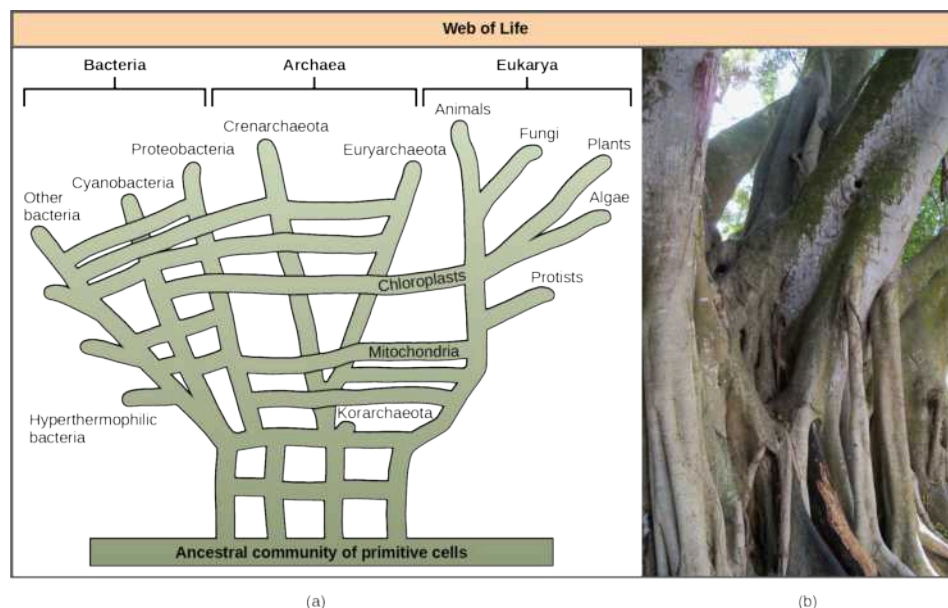 Web of Life
Bacteria
Archaea
Eukarya
Animals
Crenarchaeota
Fungi
Proteobacteria
Euryarchaeota
Plants
Cyanobacteria
Algae
Other
bacteria
Chloroplasts
Protists
Mitochondria
Korarchaeota
Hyperthermophilic
bacteria
Ancestral community of primitive cells
(a)
(b)